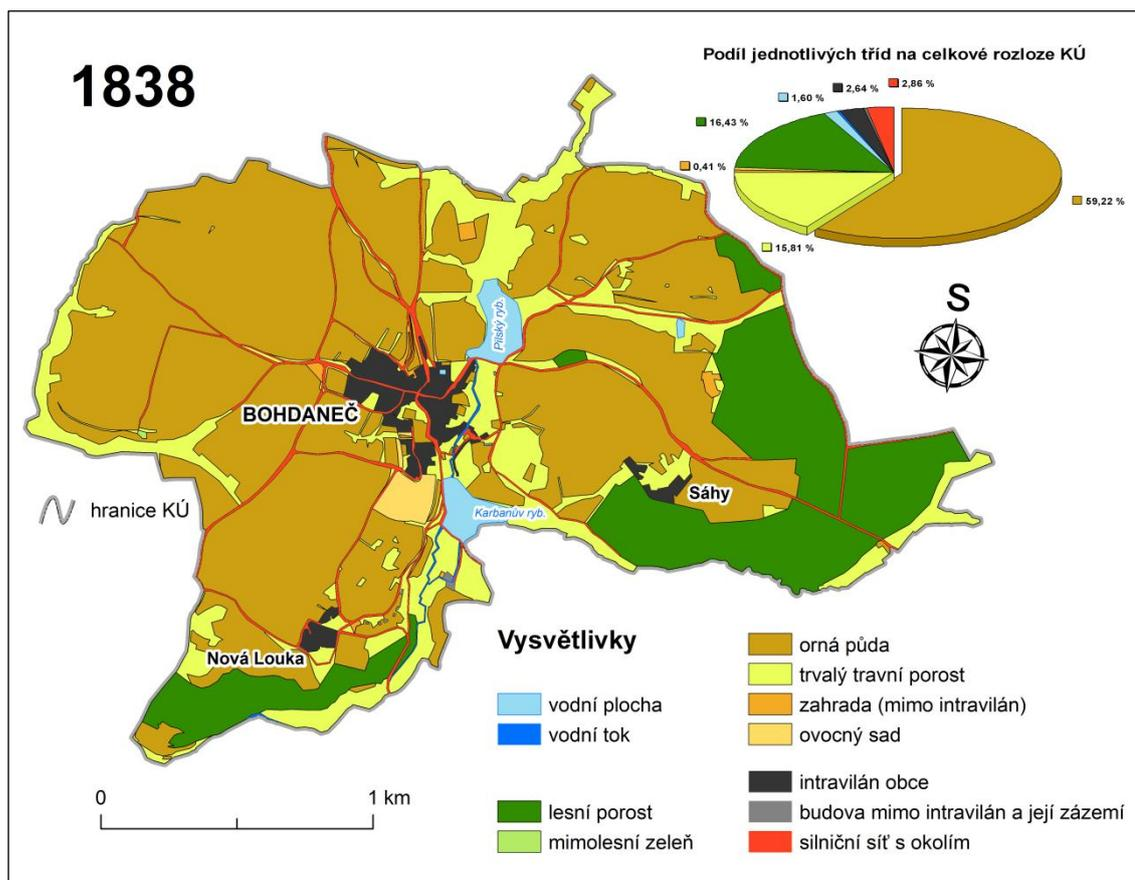 1838
Podíl jednotlivých tříd na celkové rozloze KÚ
2,86 %
2,64 %
1,60 %
16,43 %
0,41 %
59,22 %
15,81 %
S
Pilský ryb.
BOHDANEČ
Sáhy
hranice KÚ
Karbanův ryb.
Nová Louka
Vysvětlivky
vodní plocha
vodní tok
lesní porost
mimolesní zeleň
orná půda
trvalý travní porost
zahrada (mimo intravilán)
ovocný sad
intravilán obce
budova mimo intravilán a její zázemí
silniční síť s okolím
0
1 km